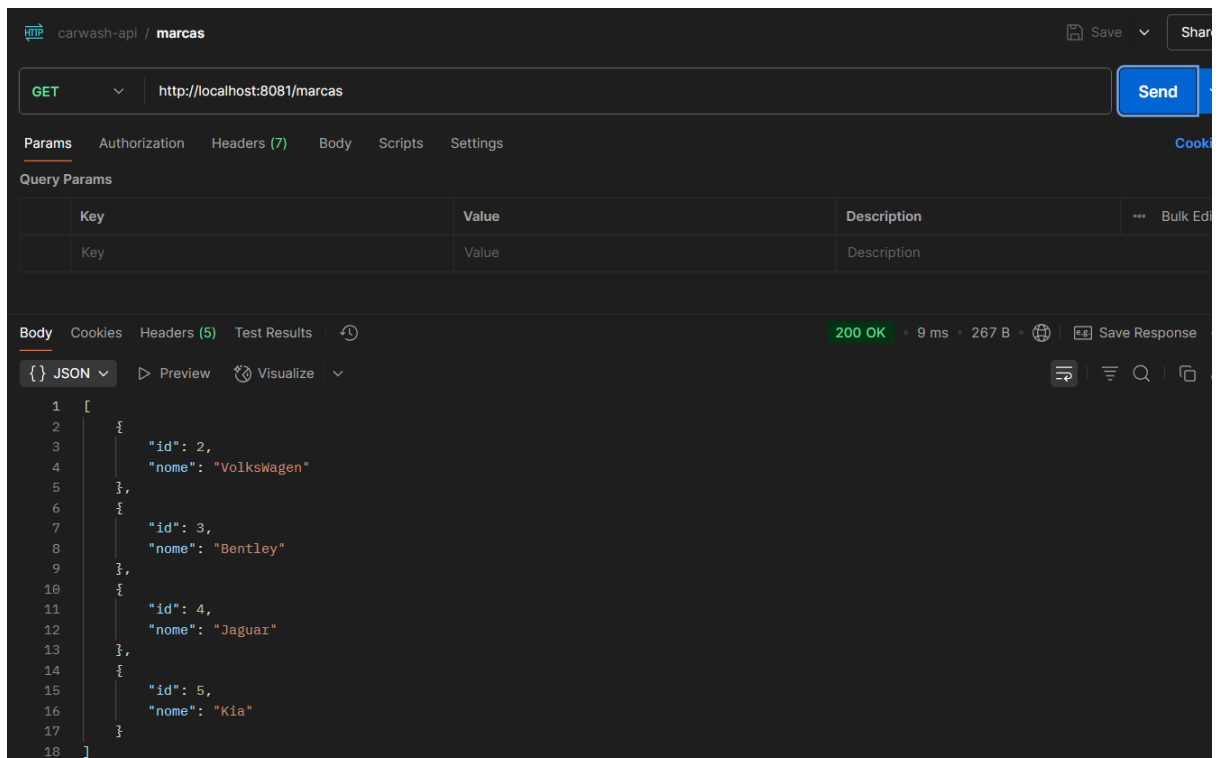 HTTP carwash-api / marcas Save Share
GET http://localhost:8081/marcas Send
Params Authorization Headers (7) Body Scripts Settings Cooki
Query Params
Key Value Description Bulk Edi
Key Value Description
Body Cookies Headers (5) Test Results 200 OK • 9 ms • 267 B • e.g. Save Response
{} JSON Preview Visualize
1 [
2 {
3 "id": 2,
4 "nome": "VolksWagen"
5 },
6 {
7 "id": 3,
8 "nome": "Bentley"
9 },
10 {
11 "id": 4,
12 "nome": "Jaguar"
13 },
14 {
15 "id": 5,
16 "nome": "Kia"
17 }
18 ]